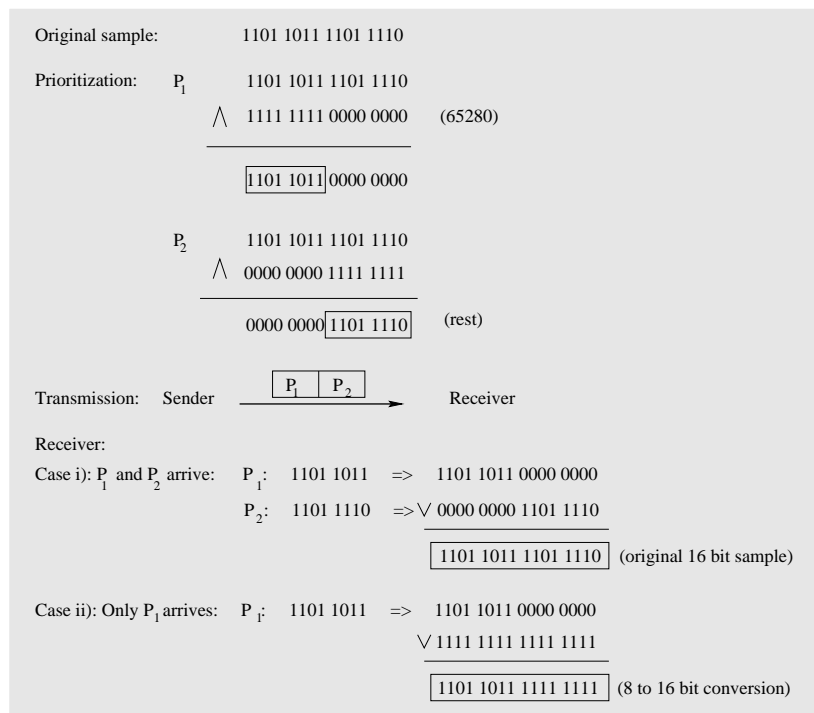 Original sample: 1101 1011 1101 1110
Prioritization: P1 1101 1011 1101 1110
∧ 1111 1111 0000 0000 (65280)
1101 1011 0000 0000
P2 1101 1011 1101 1110
∧ 0000 0000 1111 1111
0000 0000 1101 1110 (rest)
P1 P2
Transmission: Sender Receiver
Receiver:
Case i): P1 and P2 arrive: P1: 1101 1011 => 1101 1011 0000 0000
P2: 1101 1110 => ∨ 0000 0000 1101 1110
1101 1011 1101 1110 (original 16 bit sample)
Case ii): Only P1 arrives: P1: 1101 1011 => 1101 1011 0000 0000
∨ 1111 1111 1111 1111
1101 1011 1111 1111 (8 to 16 bit conversion)